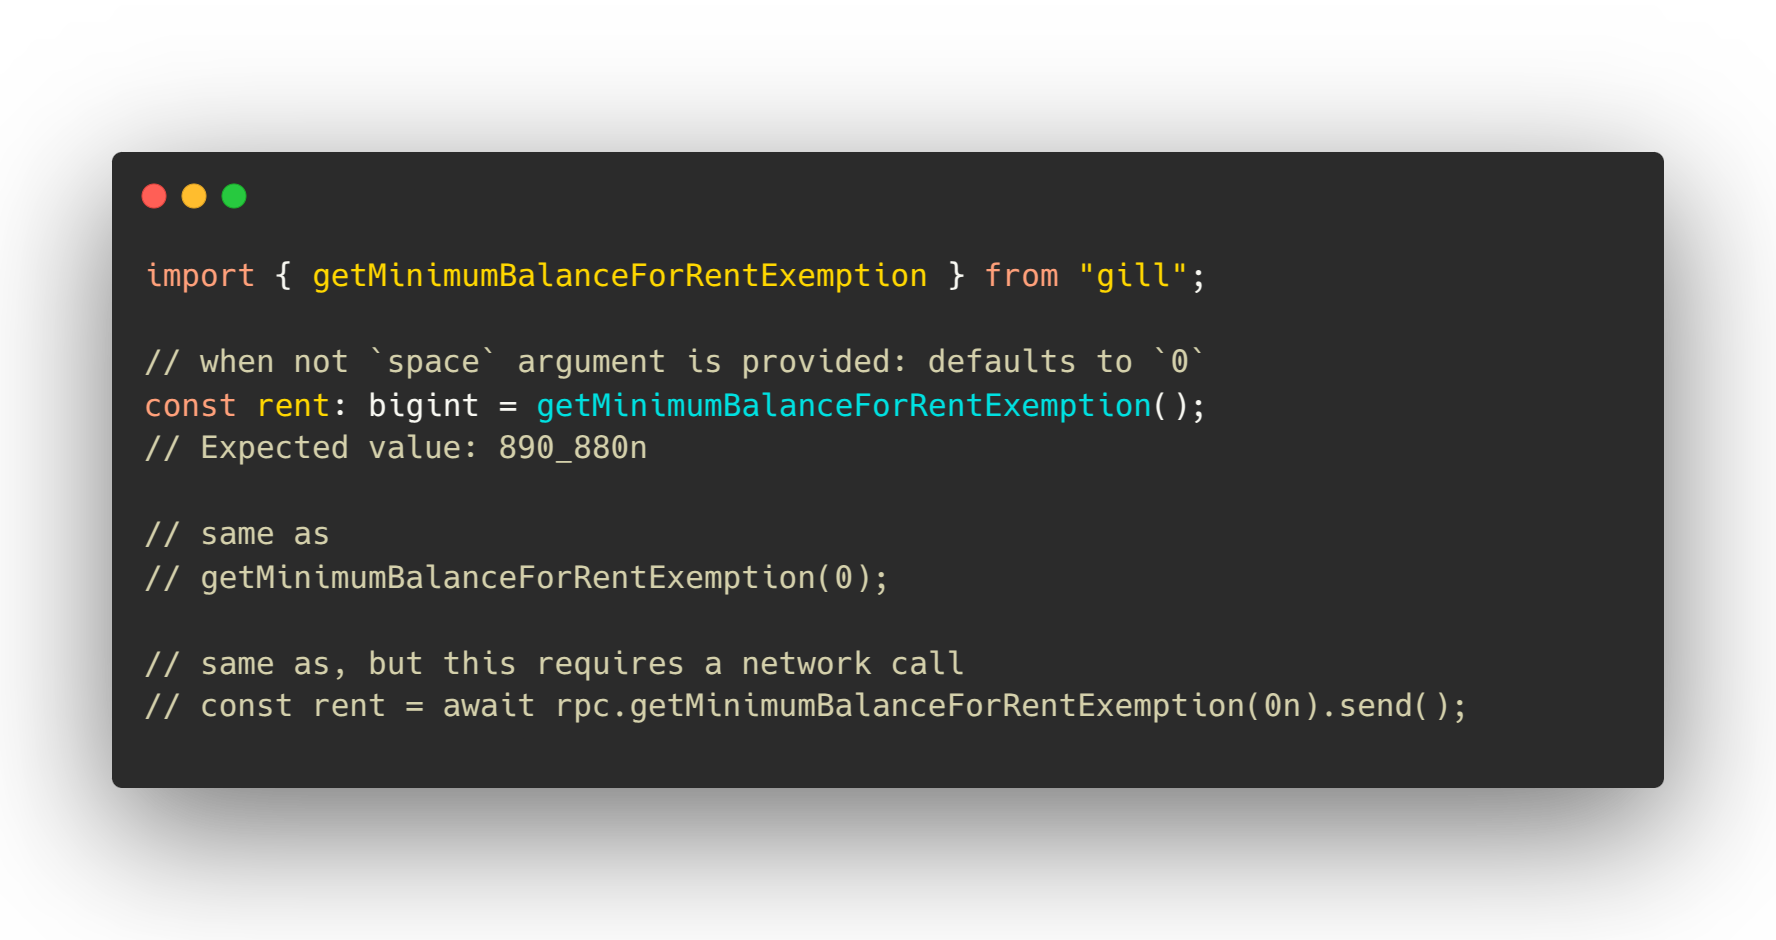 import { getMinimumBalanceForRentExemption } from "gill";
// when not `space` argument is provided: defaults to `0`
const rent: bigint = getMinimumBalanceForRentExemption();
// Expected value: 890_880n
// same as
// getMinimumBalanceForRentExemption(0);
// same as, but this requires a network call
// const rent = await rpc.getMinimumBalanceForRentExemption(0n).send();